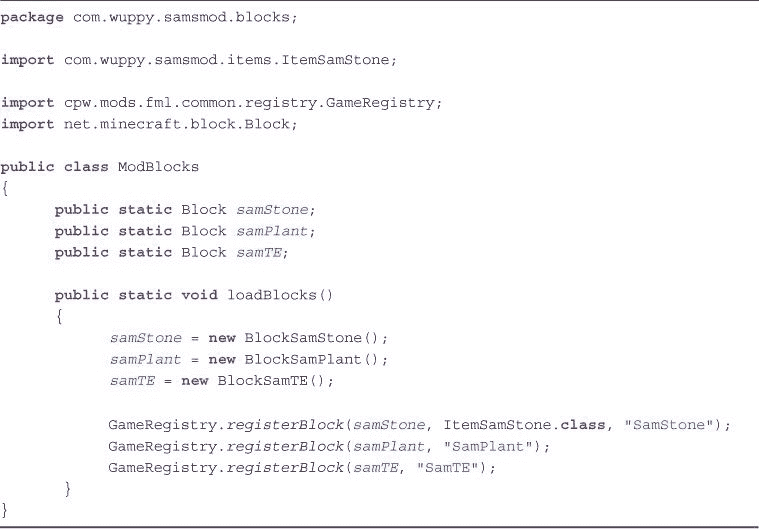 package com.wuppy.samsmod.blocks;
import com.wuppy.samsmod.items.ItemSamStone;
import cpw.mods.fml.common.registry.GameRegistry;
import net.minecraft.block.Block;
public class ModBlocks
{
public static Block samStone;
public static Block samPlant;
public static Block samTE;
public static void loadBlocks()
{
samStone = new BlockSamStone();
samPlant = new BlockSamPlant();
samTE = new BlockSamTE();
GameRegistry.registerBlock(samStone, ItemSamStone.class, "SamStone");
GameRegistry.registerBlock(samPlant, "SamPlant");
GameRegistry.registerBlock(samTE, "SamTE");
}
}